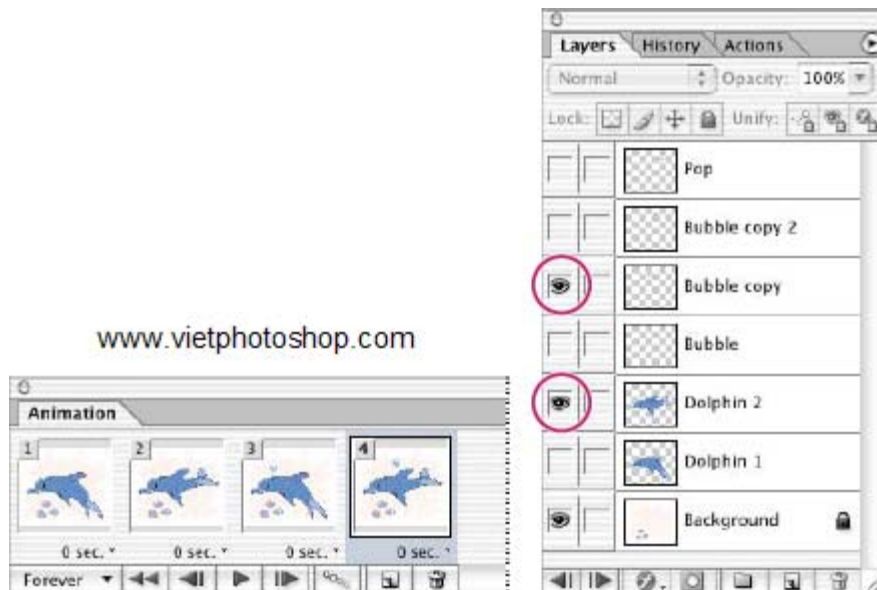 Layers History Actions
Normal Opacity: 100%
Lock: Unify:
Pop
Bubble copy 2
Bubble copy
Bubble
Dolphin 2
Dolphin 1
Background
www.vietphotoshop.com
Animation
1 2 3 4
0 sec. 0 sec. 0 sec. 0 sec.
Forever